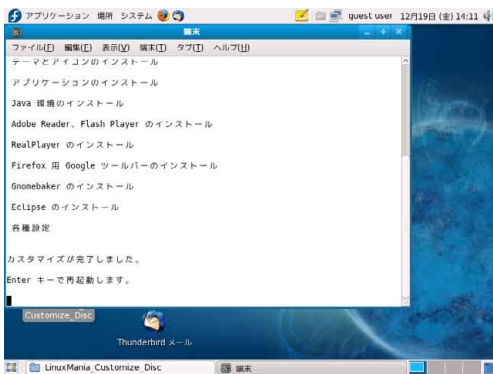 アプリケーション 場所 システム guest user 12月19日 (金) 14:11
端末
ファイル(F) 編集(E) 表示(V) 端末(T) タブ(T) ヘルプ(H)
テーマとアイコンのインストール
アプリケーションのインストール
Java 環境のインストール
Adobe Reader、Flash Player のインストール
RealPlayer のインストール
Firefox 用 Google ツールバーのインストール
Gnomebaker のインストール
Eclipse のインストール
各種設定
カスタマイズが完了しました。
Enter キーで再起動します。
Customize_Disc
Thunderbird メール
LinuxMania_Customize_Disc 端末